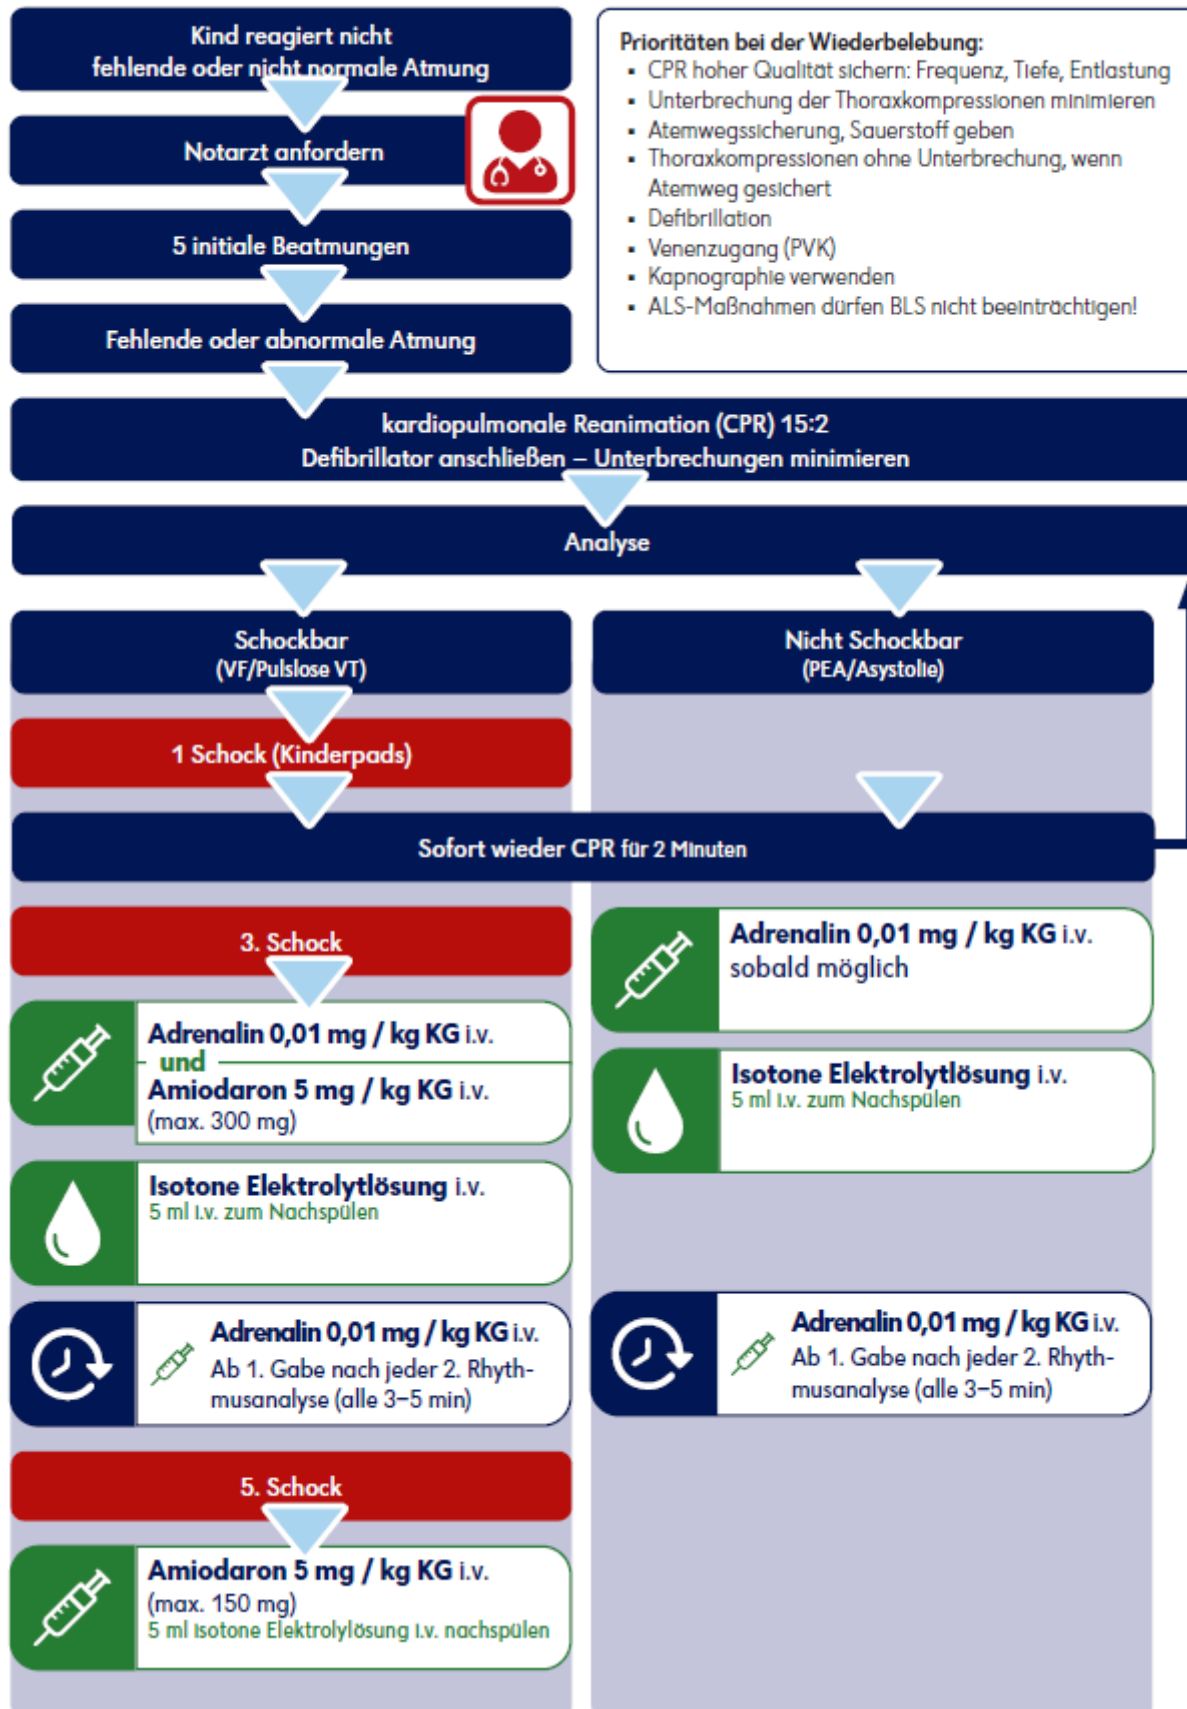 Kind reagiert nicht
fehlende oder nicht normale Atmung
Notarzt anfordern
5 initiale Beatmungen
Fehlende oder abnormale Atmung
Prioritäten bei der Wiederbelebung:
▪ CPR hoher Qualität sichern: Frequenz, Tiefe, Entlastung
▪ Unterbrechung der Thoraxkompressionen minimieren
▪ Atemwegssicherung, Sauerstoff geben
▪ Thoraxkompressionen ohne Unterbrechung, wenn
Atemweg gesichert
▪ Defibrillation
▪ Venenzugang (PVK)
▪ Kapnographie verwenden
▪ ALS-Maßnahmen dürfen BLS nicht beeinträchtigen!
kardiopulmonale Reanimation (CPR) 15:2
Defibrillator anschließen – Unterbrechungen minimieren
Analyse
Schockbar
(VF/Pulslose VT)
1 Schock (Kinderpads)
Nicht Schockbar
(PEA/Asystolie)
Sofort wieder CPR für 2 Minuten
3. Schock
Adrenalin 0,01 mg / kg KG i.v.
und
Amiodaron 5 mg / kg KG i.v.
(max. 300 mg)
Isotone Elektrolytlösung i.v.
5 ml i.v. zum Nachspülen
Adrenalin 0,01 mg / kg KG i.v.
Ab 1. Gabe nach jeder 2. Rhyth-
musanalyse (alle 3–5 min)
5. Schock
Amiodaron 5 mg / kg KG i.v.
(max. 150 mg)
5 ml isotone Elektrolylösung i.v. nachspülen
Adrenalin 0,01 mg / kg KG i.v.
sobald möglich
Isotone Elektrolytlösung i.v.
5 ml i.v. zum Nachspülen
Adrenalin 0,01 mg / kg KG i.v.
Ab 1. Gabe nach jeder 2. Rhyth-
musanalyse (alle 3–5 min)